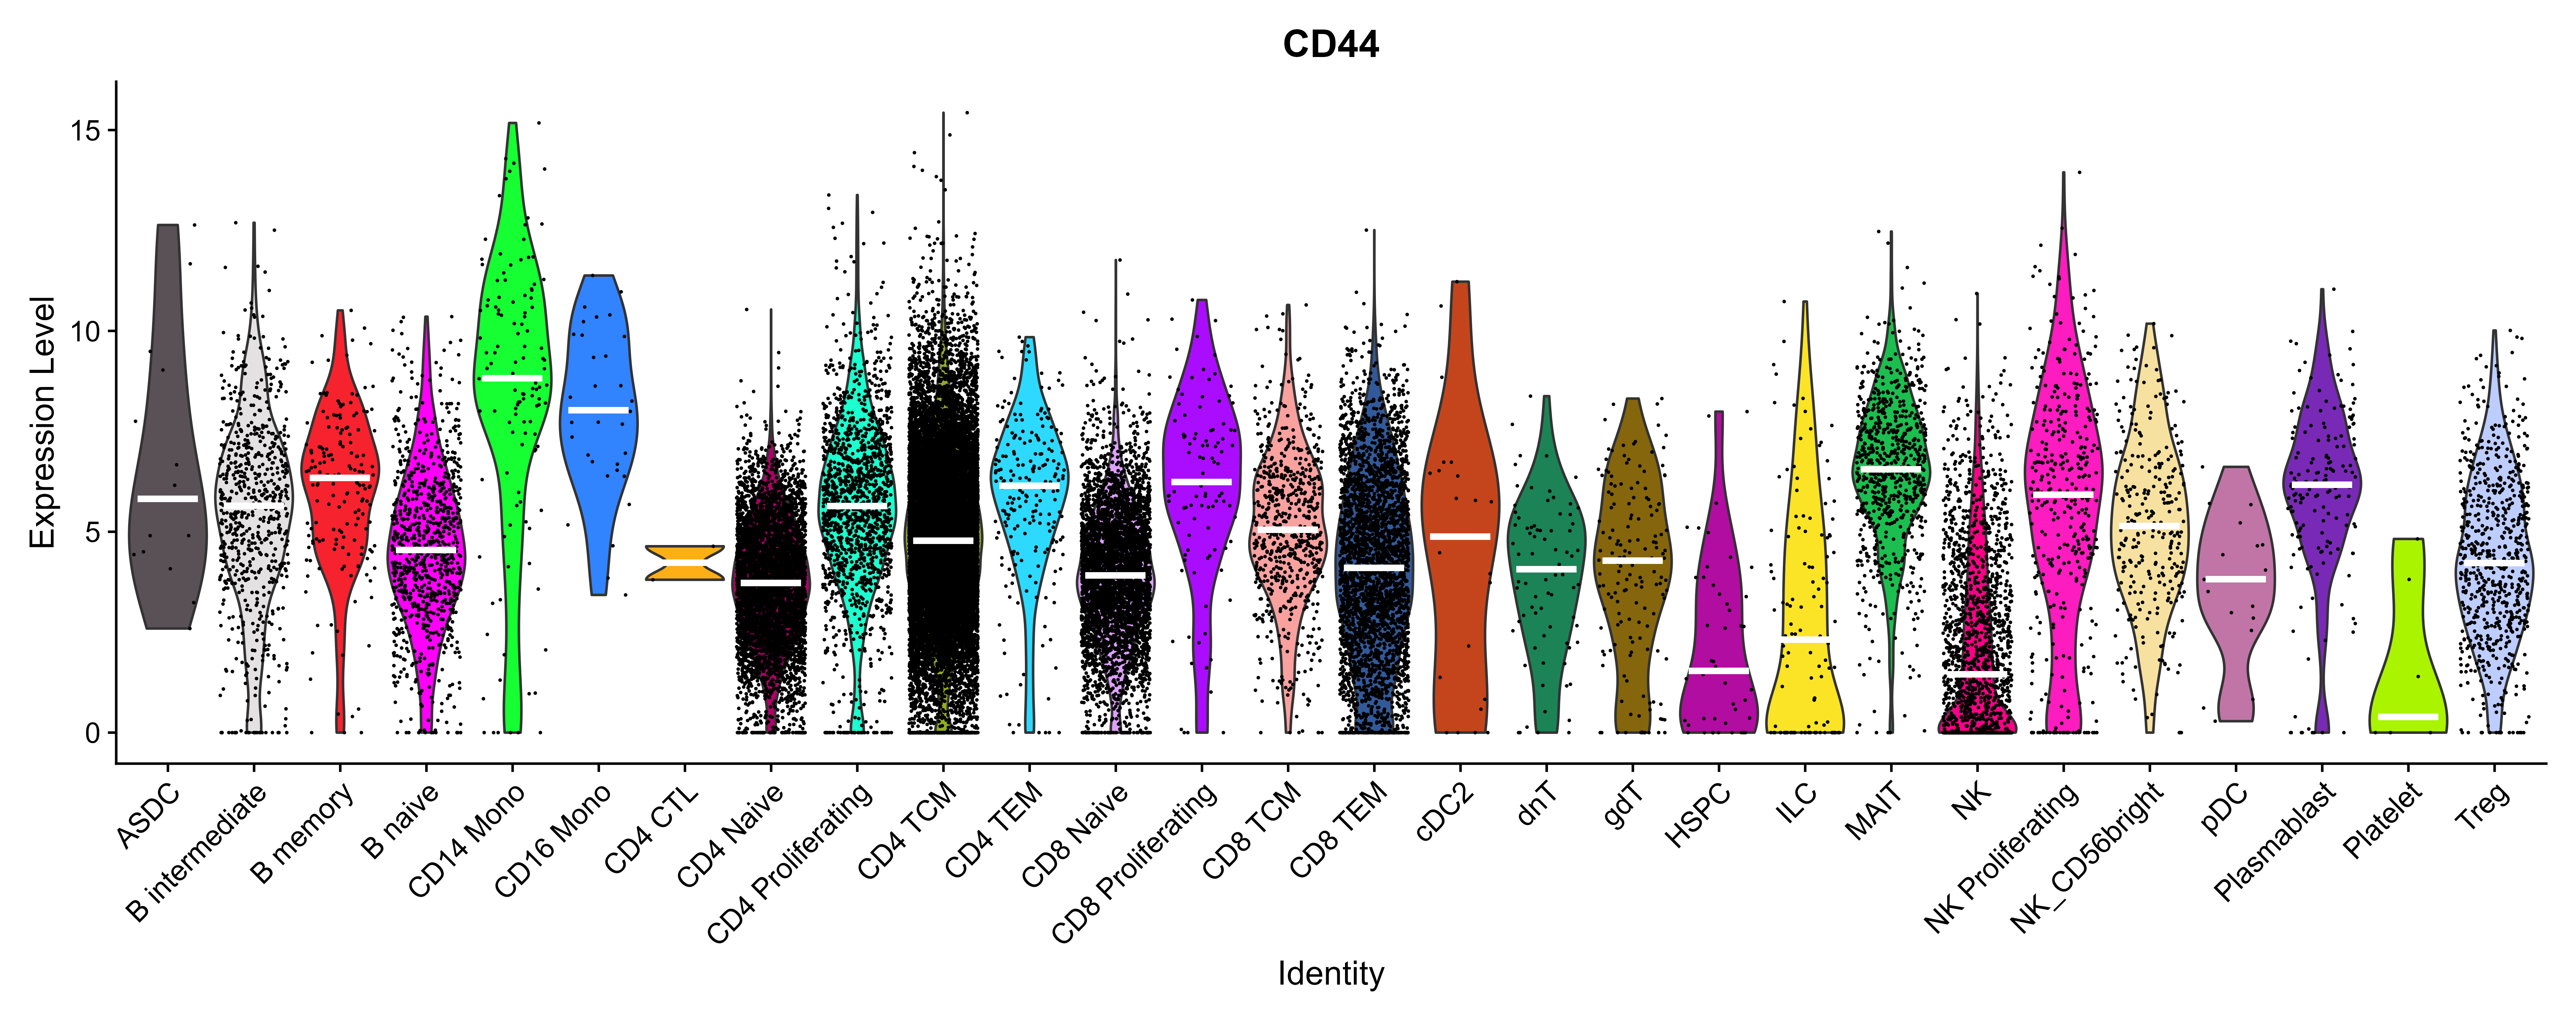 CD44
Expression Level
15
10
5
0
ASDC
B intermediate
B memory
B naive
CD14 Mono
CD16 Mono
CD4 CTL
CD4 Naive
CD4 Proliferating
CD4 TCM
CD4 TEM
CD8 Naive
CD8 Proliferating
CD8 TCM
CD8 TEM
cDC2
dnT
gdT
HSPC
ILC
MAIT
NK
NK Proliferating
NK_CD56bright
pDC
Plasmablast
Platelet
Treg
Identity